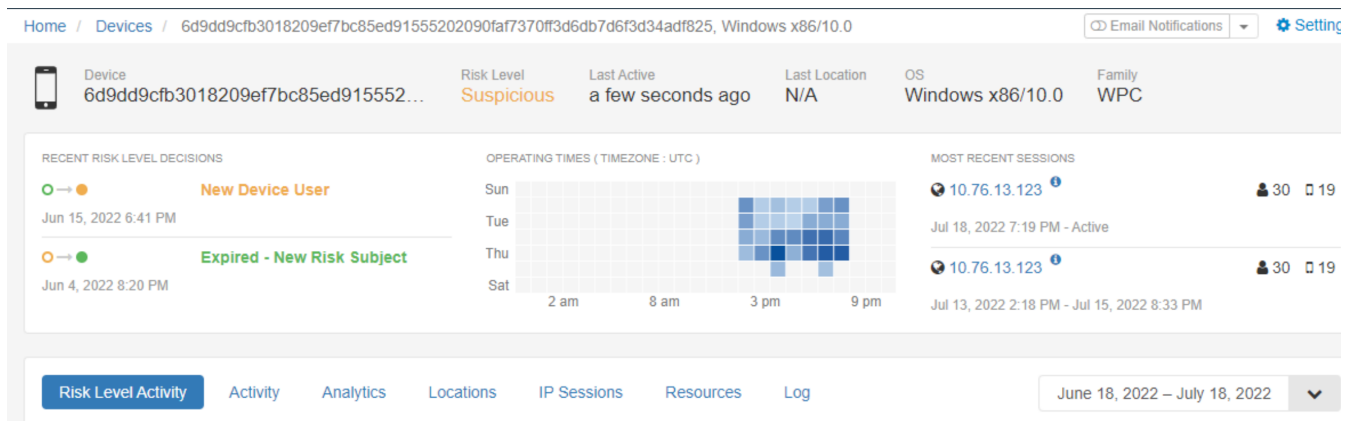 Home / Devices / 6d9dd9cfb3018209ef7bc85ed91555202090faf7370ff3d6db7d6f3d34adf825, Windows x86/10.0
Email Notifications
Setting
Device
6d9dd9cfb3018209ef7bc85ed915552...
Risk Level
Suspicious
Last Active
a few seconds ago
Last Location
N/A
OS
Windows x86/10.0
Family
WPC
RECENT RISK LEVEL DECISIONS
New Device User
Jun 15, 2022 6:41 PM
Expired - New Risk Subject
Jun 4, 2022 8:20 PM
OPERATING TIMES ( TIMEZONE : UTC )
Sun
Tue
Thu
Sat
2 am 8 am 3 pm 9 pm
MOST RECENT SESSIONS
10.76.13.123 30 19
Jul 18, 2022 7:19 PM - Active
10.76.13.123 30 19
Jul 13, 2022 2:18 PM - Jul 15, 2022 8:33 PM
Risk Level Activity Activity Analytics Locations IP Sessions Resources Log
June 18, 2022 – July 18, 2022